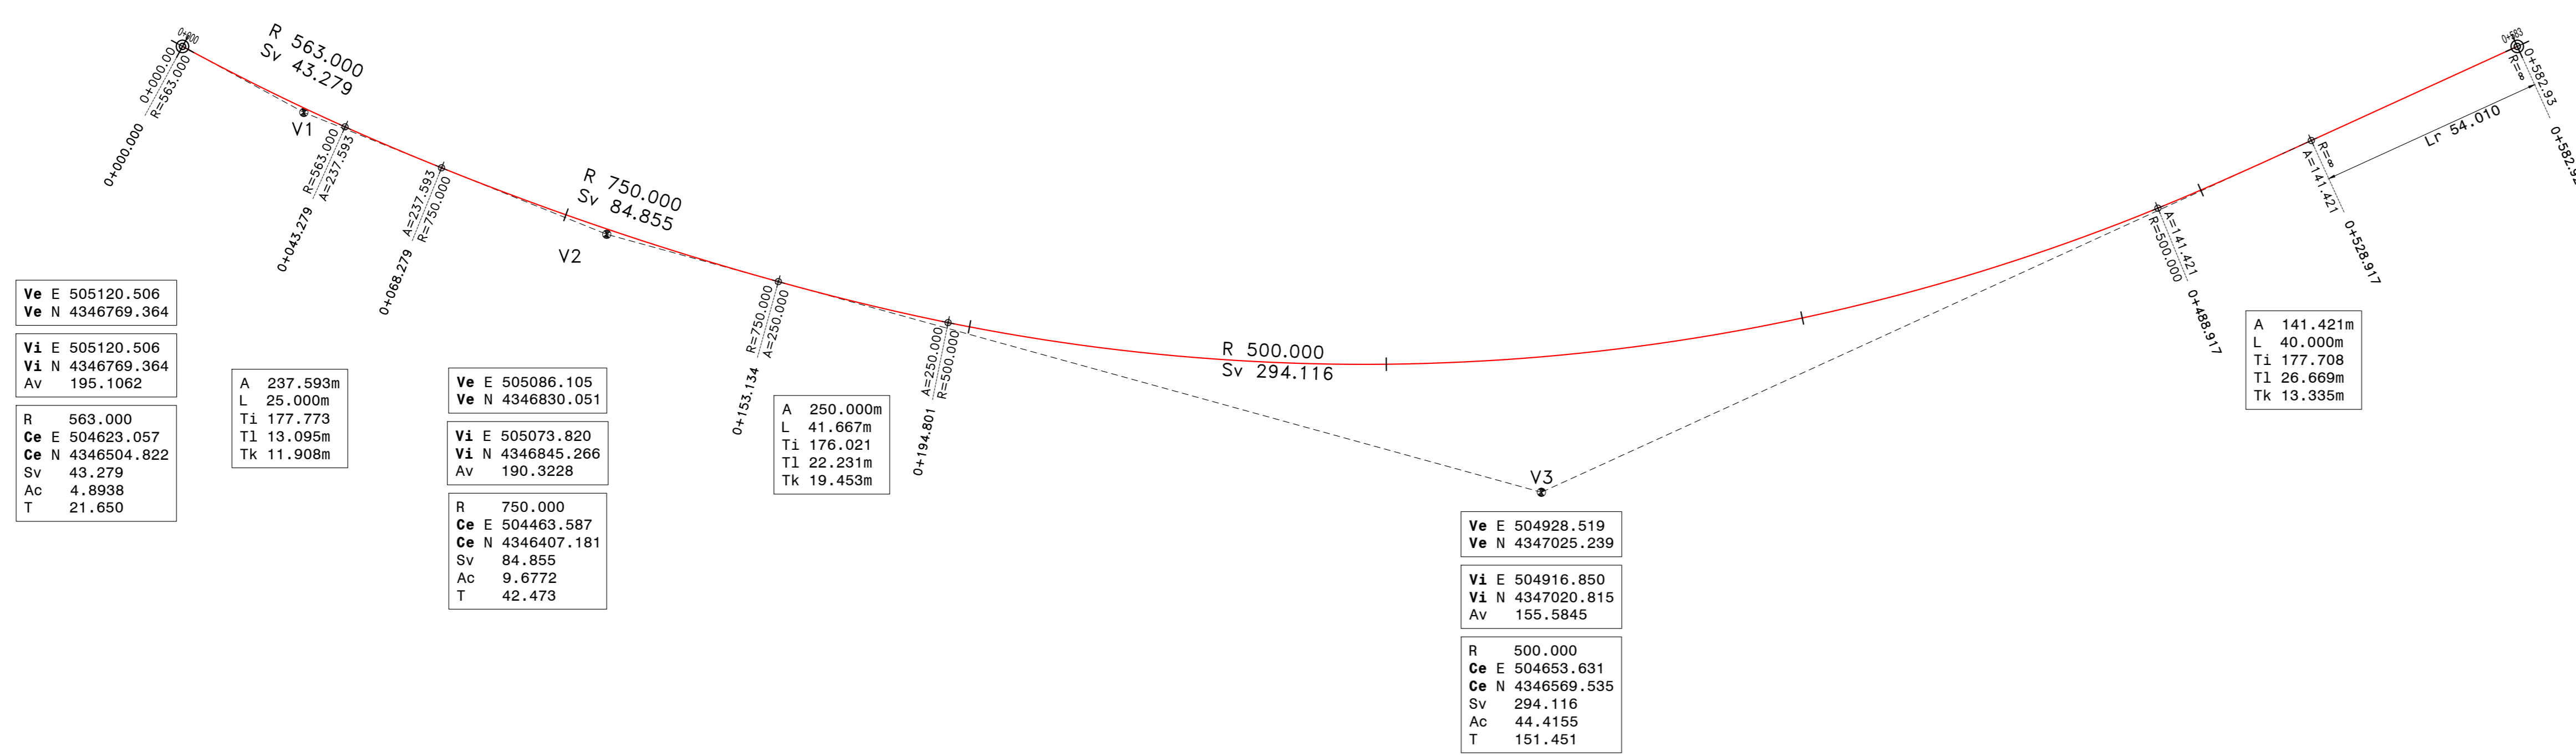 0+000
0+000.00
R=563.000
0+000.000
R 563.000
Sv 43.279
V1
R=563.000
A=237.593
0+043.279
A=237.593
R=750.000
0+068.279
R 750.000
Sv 84.855
V2
R=750.000
A=250.000
0+153.134
A=250.000
R=500.000
0+194.801
R 500.000
Sv 294.116
V3
A=141.421
R=500.000
0+488.917
R=∞
A=141.421
0+528.917
Lr 54.010
0+583
0+582.93
R=∞
Ve E 505120.506
Ve N 4346769.364
Vi E 505120.506
Vi N 4346769.364
Av 195.1062
R 563.000
Ce E 504623.057
Ce N 4346504.822
Sv 43.279
Ac 4.8938
T 21.650
A 237.593m
L 25.000m
Ti 177.773
Tl 13.095m
Tk 11.908m
Ve E 505086.105
Ve N 4346830.051
Vi E 505073.820
Vi N 4346845.266
Av 190.3228
R 750.000
Ce E 504463.587
Ce N 4346407.181
Sv 84.855
Ac 9.6772
T 42.473
A 250.000m
L 41.667m
Ti 176.021
Tl 22.231m
Tk 19.453m
Ve E 504928.519
Ve N 4347025.239
Vi E 504916.850
Vi N 4347020.815
Av 155.5845
R 500.000
Ce E 504653.631
Ce N 4346569.535
Sv 294.116
Ac 44.4155
T 151.451
A 141.421m
L 40.000m
Ti 177.708
Tl 26.669m
Tk 13.335m